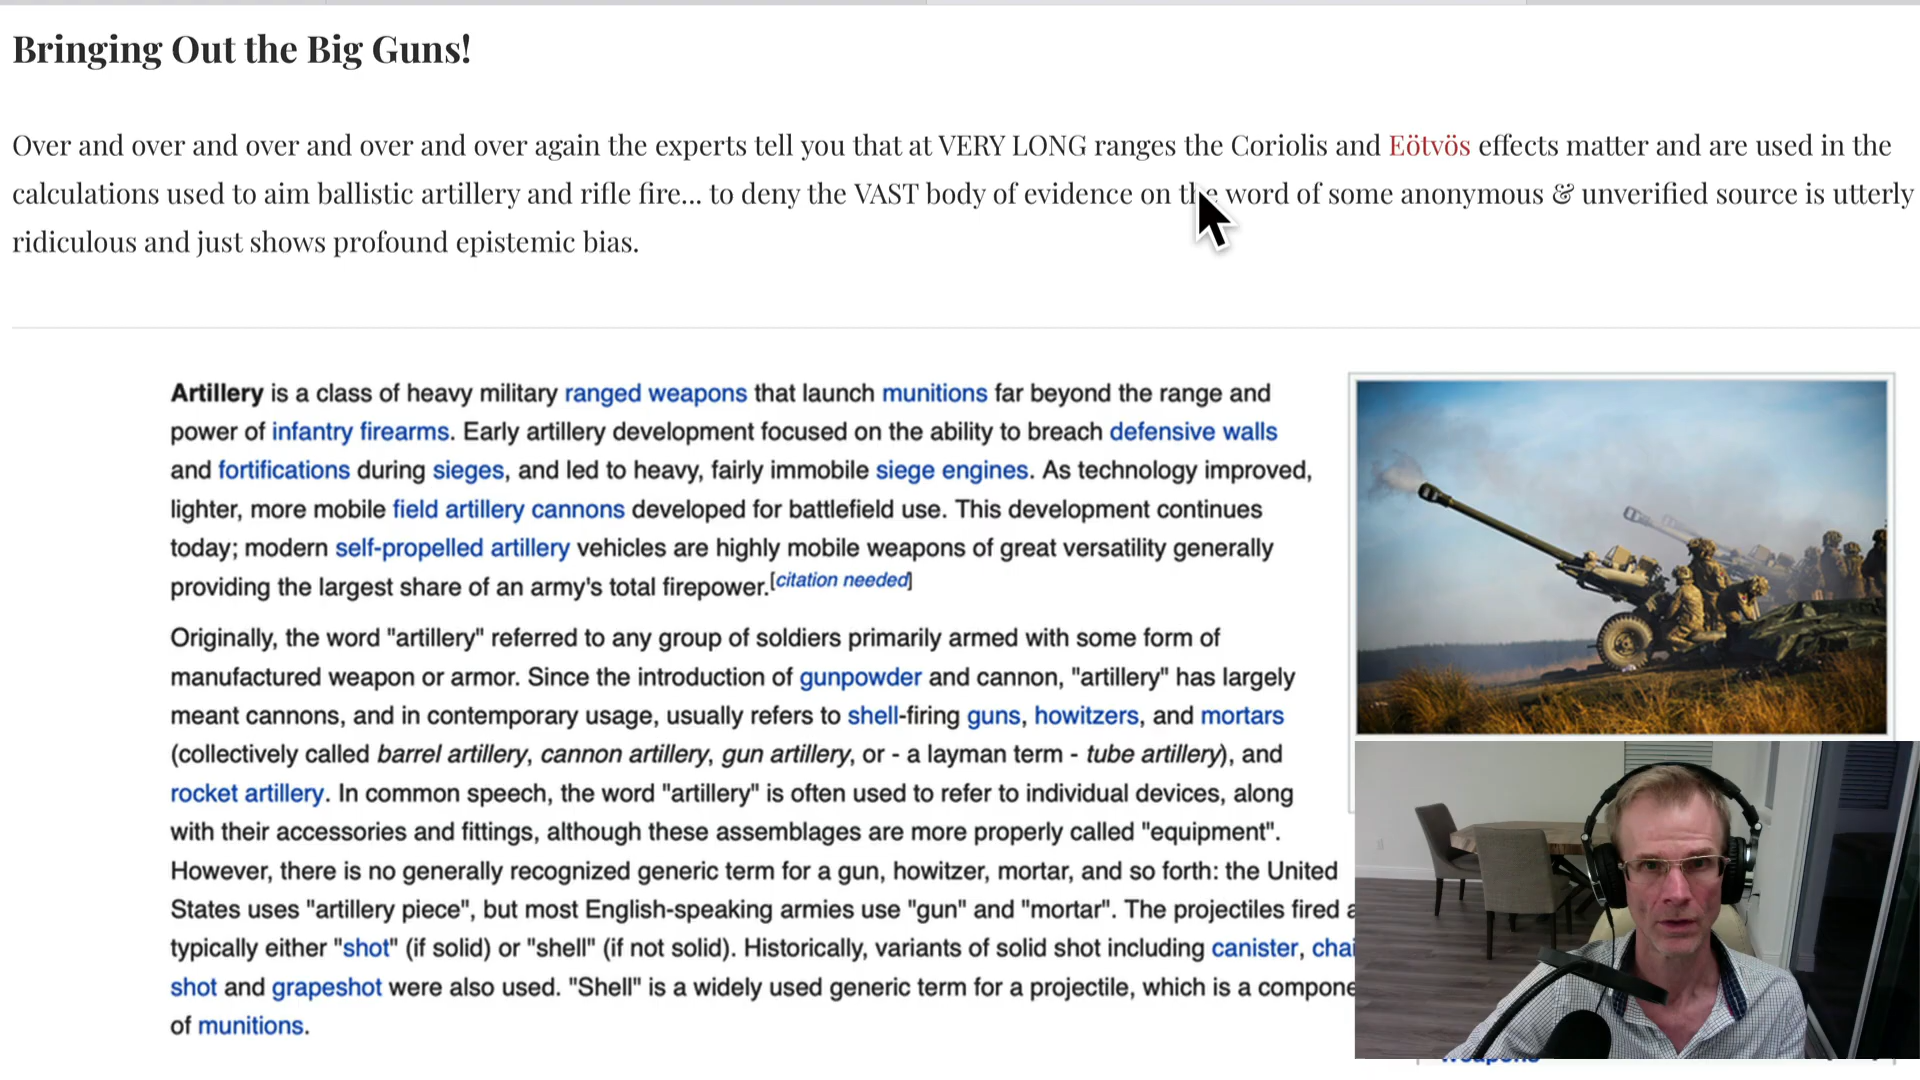 Bringing Out the Big Guns!
Over and over and over and over and over again the experts tell you that at VERY LONG ranges the Coriolis and Eötvös effects matter and are used in the
calculations used to aim ballistic artillery and rifle fire... to deny the VAST body of evidence on the word of some anonymous & unverified source is utterly
ridiculous and just shows profound epistemic bias.
Artillery is a class of heavy military ranged weapons that launch munitions far beyond the range and
power of infantry firearms. Early artillery development focused on the ability to breach defensive walls
and fortifications during sieges, and led to heavy, fairly immobile siege engines. As technology improved,
lighter, more mobile field artillery cannons developed for battlefield use. This development continues
today; modern self-propelled artillery vehicles are highly mobile weapons of great versatility generally
providing the largest share of an army's total firepower.[citation needed]
Originally, the word "artillery" referred to any group of soldiers primarily armed with some form of
manufactured weapon or armor. Since the introduction of gunpowder and cannon, "artillery" has largely
meant cannons, and in contemporary usage, usually refers to shell-firing guns, howitzers, and mortars
(collectively called barrel artillery, cannon artillery, gun artillery, or - a layman term - tube artillery), and
rocket artillery. In common speech, the word "artillery" is often used to refer to individual devices, along
with their accessories and fittings, although these assemblages are more properly called "equipment".
However, there is no generally recognized generic term for a gun, howitzer, mortar, and so forth: the United
States uses "artillery piece", but most English-speaking armies use "gun" and "mortar". The projectiles fired
typically either "shot" (if solid) or "shell" (if not solid). Historically, variants of solid shot including canister,
shot and grapeshot were also used. "Shell" is a widely used generic term for a projectile, which is a
of munitions.